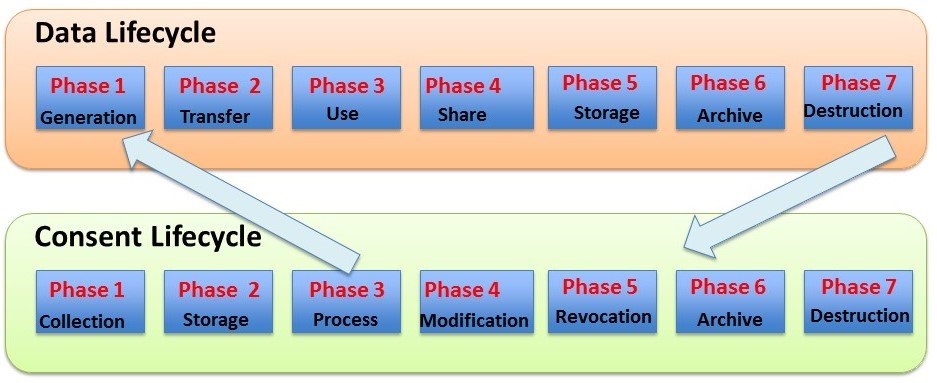 Data Lifecycle
Phase 1 Phase 2 Phase 3 Phase 4 Phase 5 Phase 6 Phase 7
Generation Transfer Use Share Storage Archive Destruction
Consent Lifecycle
Phase 1 Phase 2 Phase 3 Phase 4 Phase 5 Phase 6 Phase 7
Collection Storage Process Modification Revocation Archive Destruction